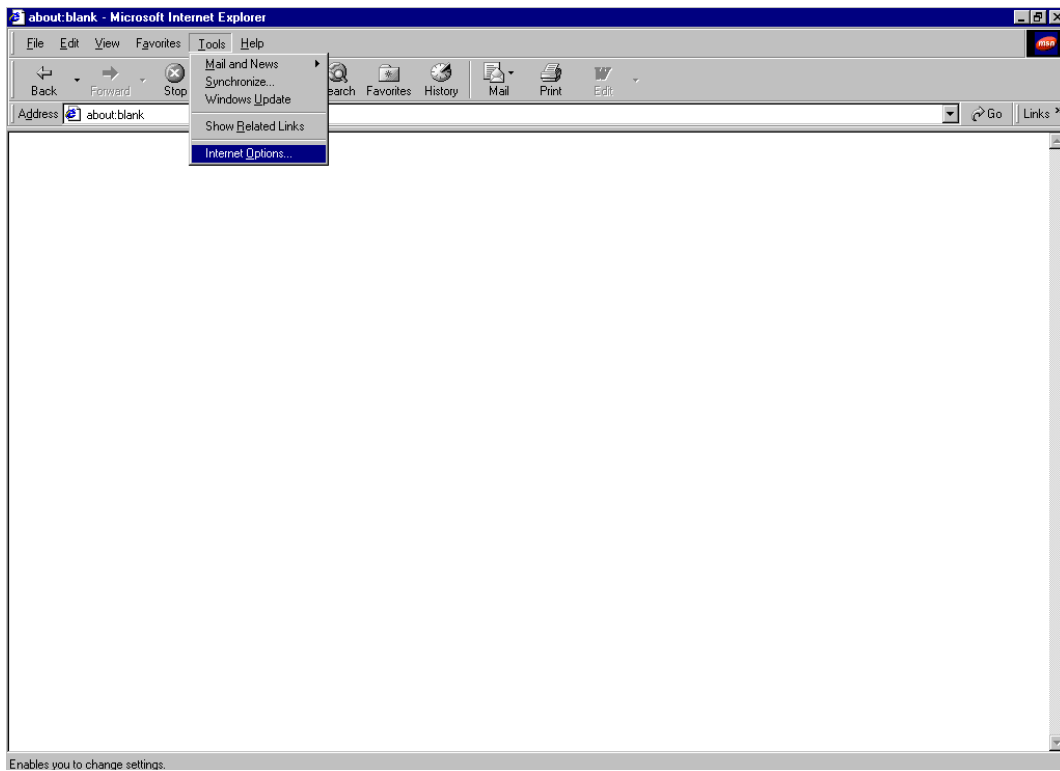 about:blank - Microsoft Internet Explorer
File Edit View Favorites Tools Help
msn
Mail and News
Synchronize...
Windows Update
Show Related Links
Internet Options...
Back Forward Stop earch Favorites History Mail Print Edit
Address about:blank Go Links
Enables you to change settings.